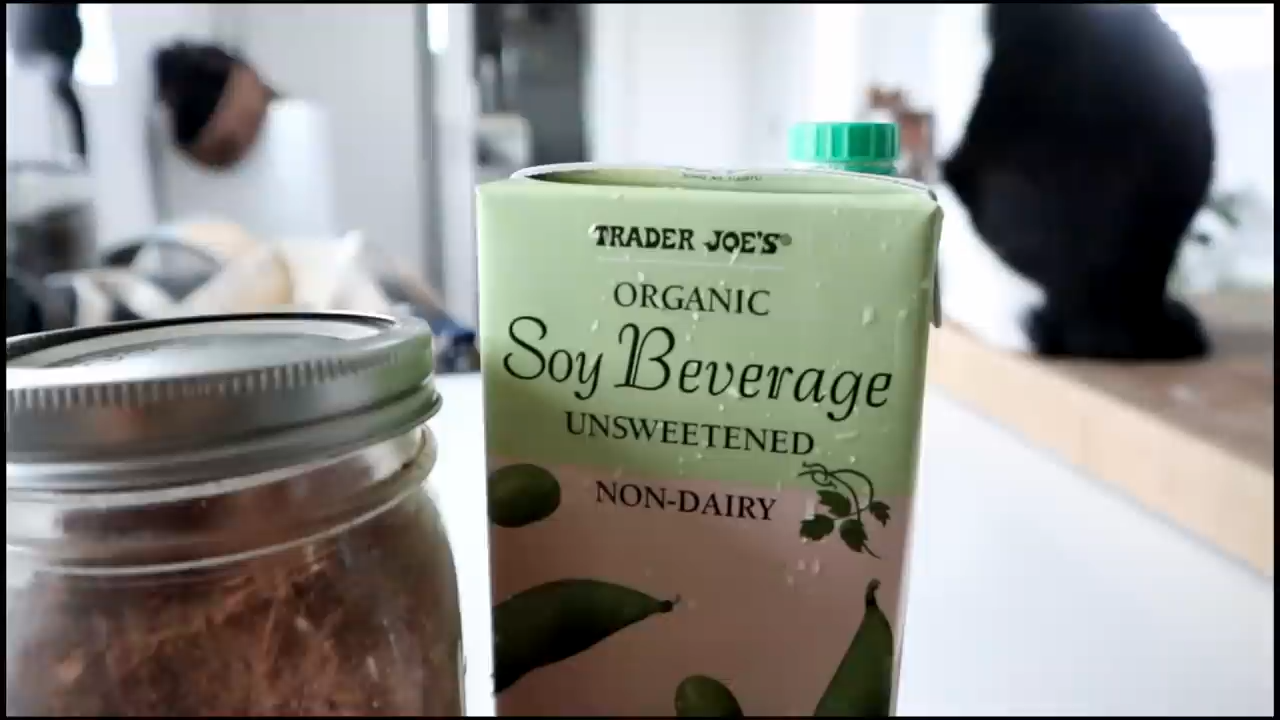 TRADER JOE'S®
ORGANIC
Soy Beverage
UNSWEETENED
NON-DAIRY